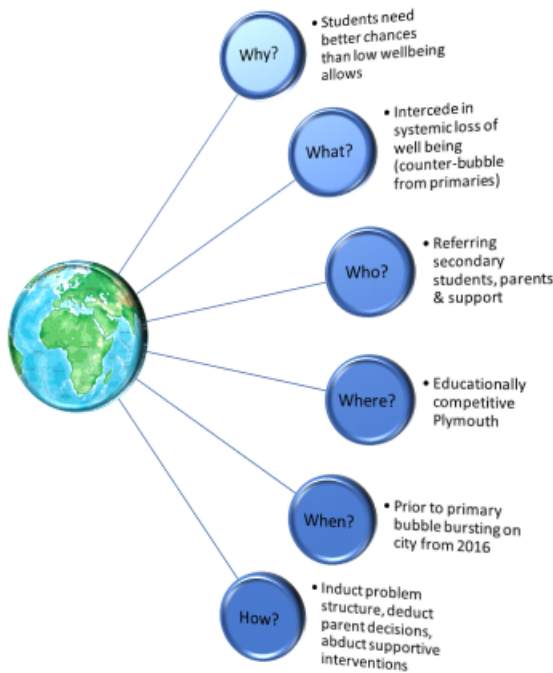 Why?
• Students need
better chances
than low wellbeing
allows
What?
• Intercede in
systemic loss of
well being
(counter-bubble
from primaries)
Who?
• Referring
secondary
students, parents
& support
Where?
• Educationally
competitive
Plymouth
When?
• Prior to primary
bubble bursting on
city from 2016
How?
• Induct problem
structure, deduct
parent decisions,
abduct supportive
interventions